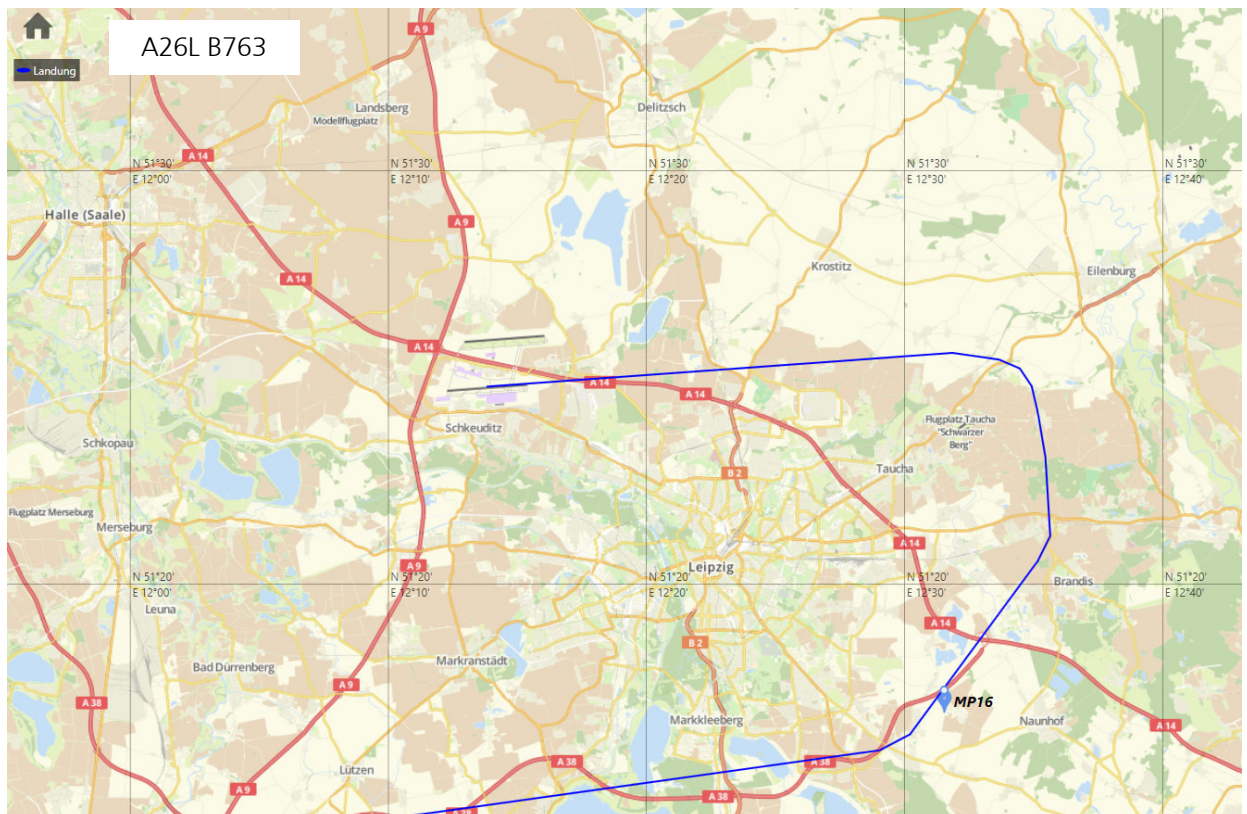 A26L B763
Landung
A 9
Landsberg
Modellflugplatz
Delitzsch
A 14
N 51°30'
E 12°00'
N 51°30'
E 12°10'
N 51°30'
E 12°20'
N 51°30'
E 12°30'
N 51°30'
E 12°40'
Halle (Saale)
A 9
Krostitz
Eilenburg
A 14
A 14
A 14
A 14
Schkeuditz
Flugplatz Taucha
"Schwarzer
Berg"
Schkopau
Taucha
B 2
Flugplatz Merseburg
Merseburg
A 14
A 9
Leipzig
N 51°20'
E 12°00'
N 51°20'
E 12°10'
N 51°20'
E 12°20'
N 51°20'
E 12°30'
N 51°20'
E 12°40'
Brandis
Leuna
A 14
B 2
Bad Dürrenberg
Markranstädt
A 9
A 38
MP16
Markkleeberg
Naunhof
A 14
A 38
A 38
Lützen
A 9
A 38
A 38